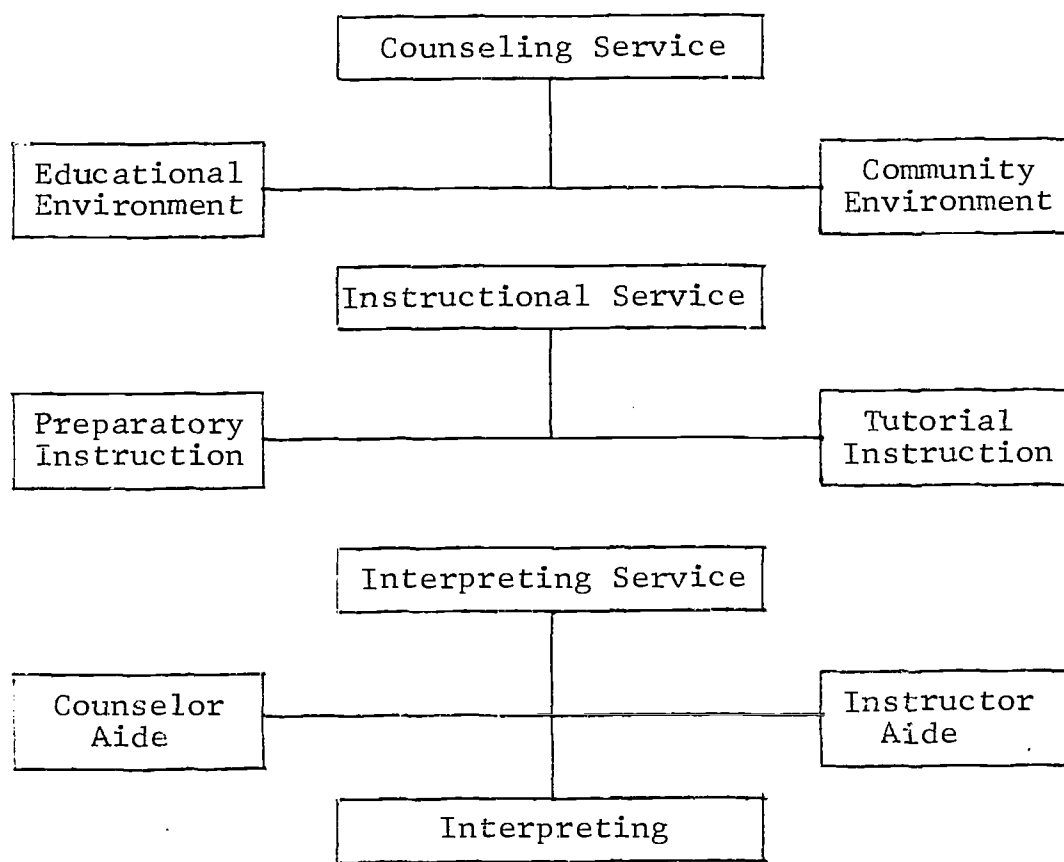 Counseling Service
Educational
Environment
Community
Environment
Instructional Service
Preparatory
Instruction
Tutorial
Instruction
Interpreting Service
Counselor
Aide
Instructor
Aide
Interpreting